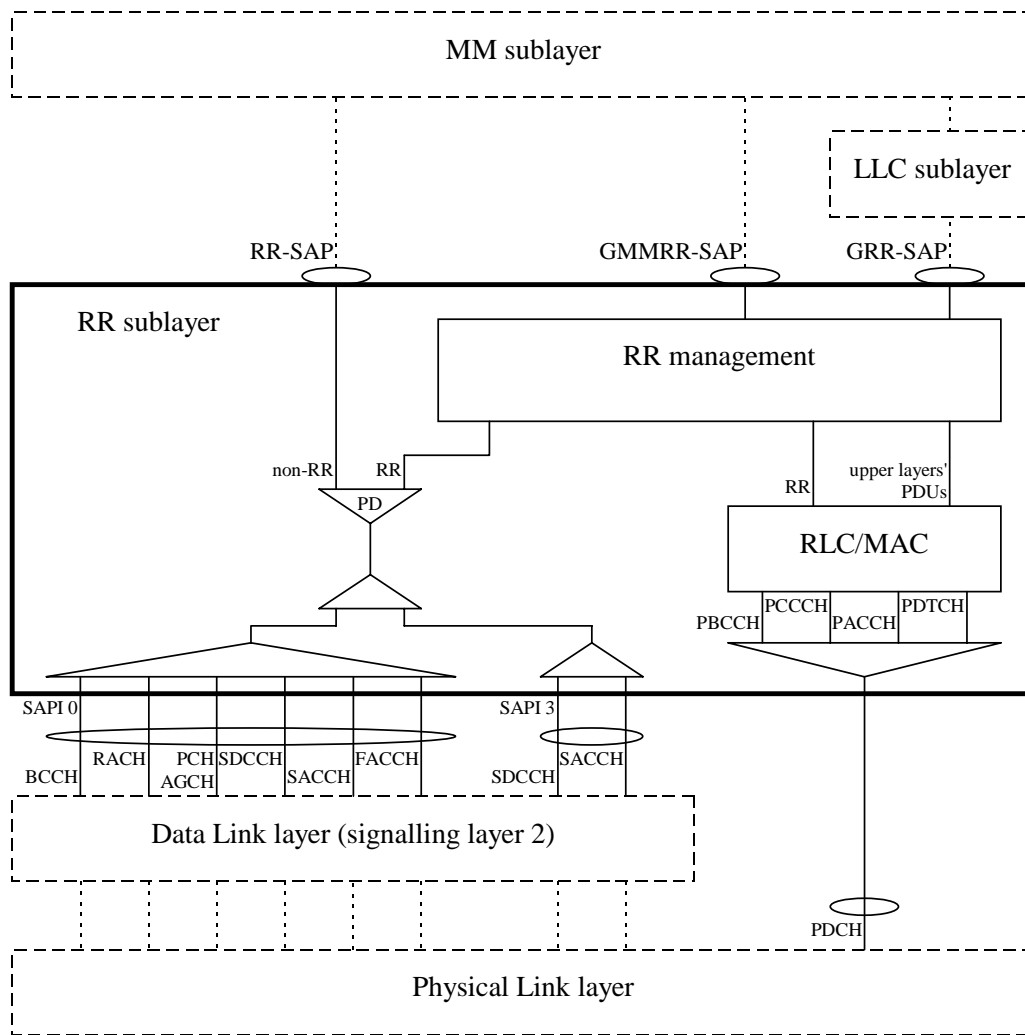 MM sublayer
LLC sublayer
RR-SAP
GMMRR-SAP
GRR-SAP
RR sublayer
RR management
non-RR
RR
RR
upper layers'
PDUs
PD
RLC/MAC
PBCCH
PCCCH
PACCH
PDTCH
SAPI 0
SAPI 3
BCCH
RACH
PCH
AGCH
SDCCH
SACCH
FACCH
SDCCH
SACCH
Data Link layer (signalling layer 2)
PDCH
Physical Link layer